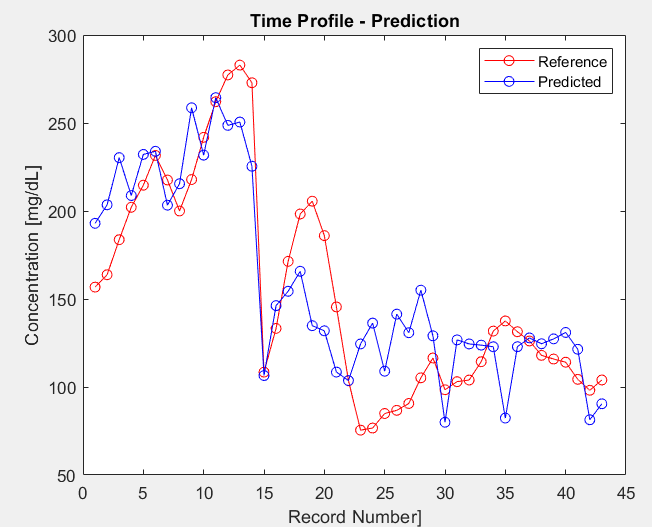 Time Profile - Prediction
300
250
200
150
100
50
Concentration [mg/dL]
Reference
Predicted
0 5 10 15 20 25 30 35 40 45
Record Number]